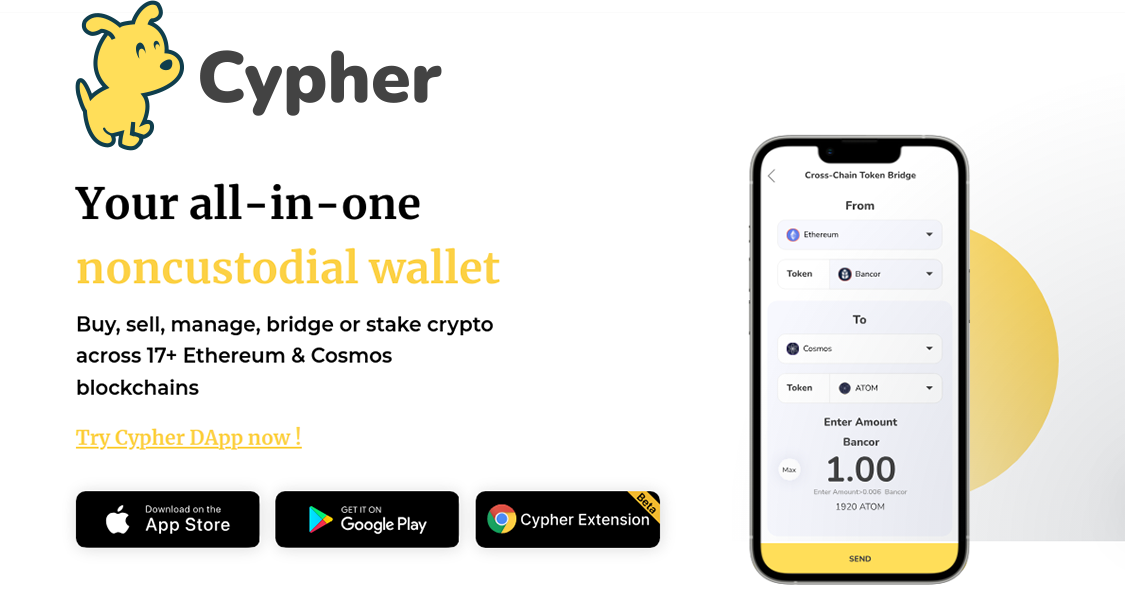 Cypher
Your all-in-one
noncustodial wallet
Buy, sell, manage, bridge or stake crypto
across 17+ Ethereum & Cosmos
blockchains
Try Cypher DApp now !
Download on the
App Store
GET IT ON
Google Play
Cypher Extension
Beta
Cross-Chain Token Bridge
From
Ethereum
Token Bancor
To
Cosmos
Token ATOM
Enter Amount
Bancor
Max 1.00
Enter Amount>0.006 Bancor
1920 ATOM
SEND